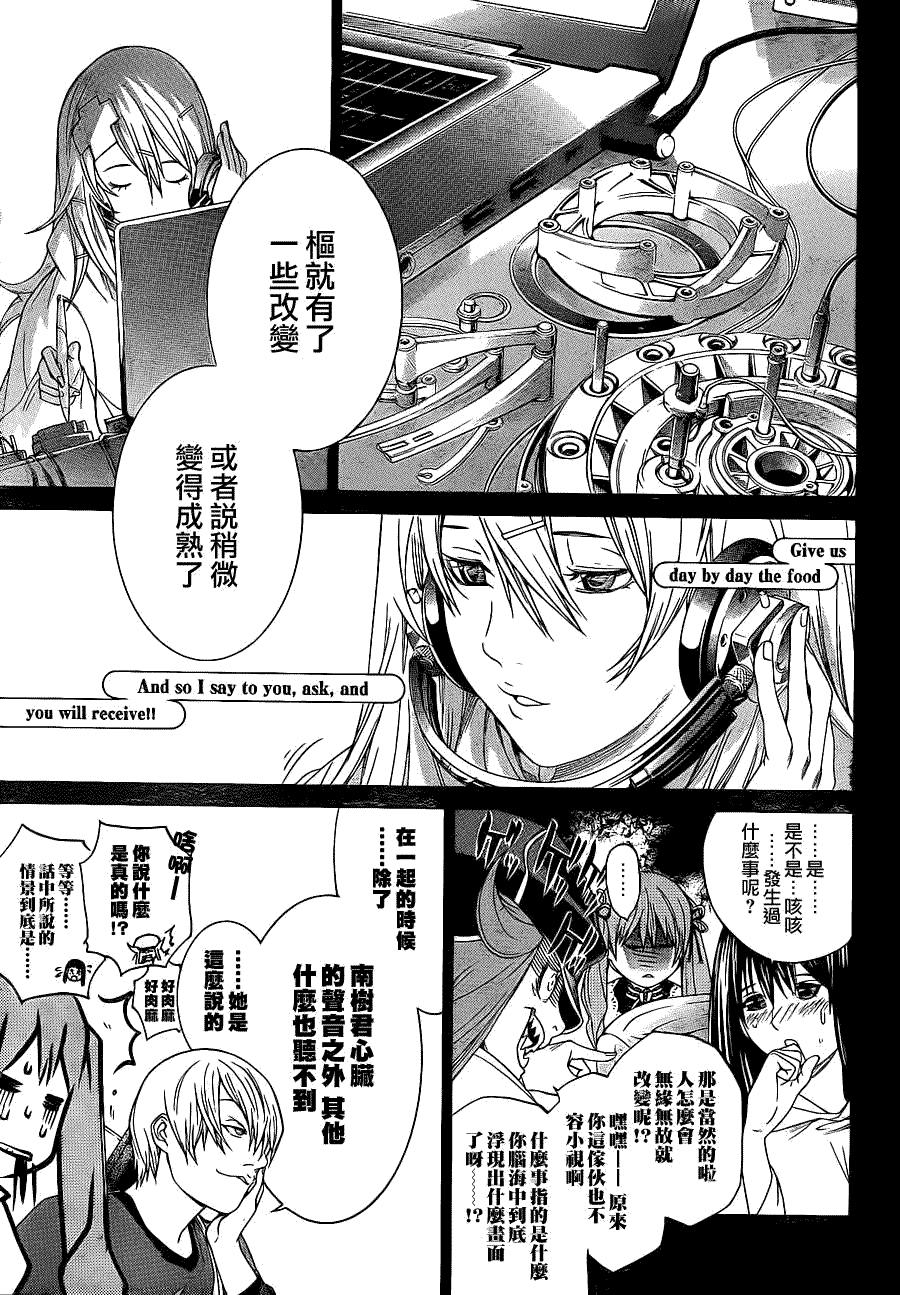 樞就有了
一些改變
或者說稍微
變得成熟了
Give us
day by day the food
And so I say to you, ask, and
you will receive!!
……是…
是不是…咳咳
……發生過
什麼事呢?
……
那是當然的啦
人怎麼會
無緣無故就
改變呢!?
嘿嘿——原來
你這傢伙也不
容小視啊
什麼事指的是什麼
你腦海中到底
浮現出什麼畫面
了呀~~~!?
在一起的時候
……除了
南樹君心臟
的聲音之外 其他
什麼也聽不到
……她是
這麼說的
啥啊—
你說什麼
是真的嗎!?
好肉麻
好肉麻
等等……
話中所說的
情景到底是……